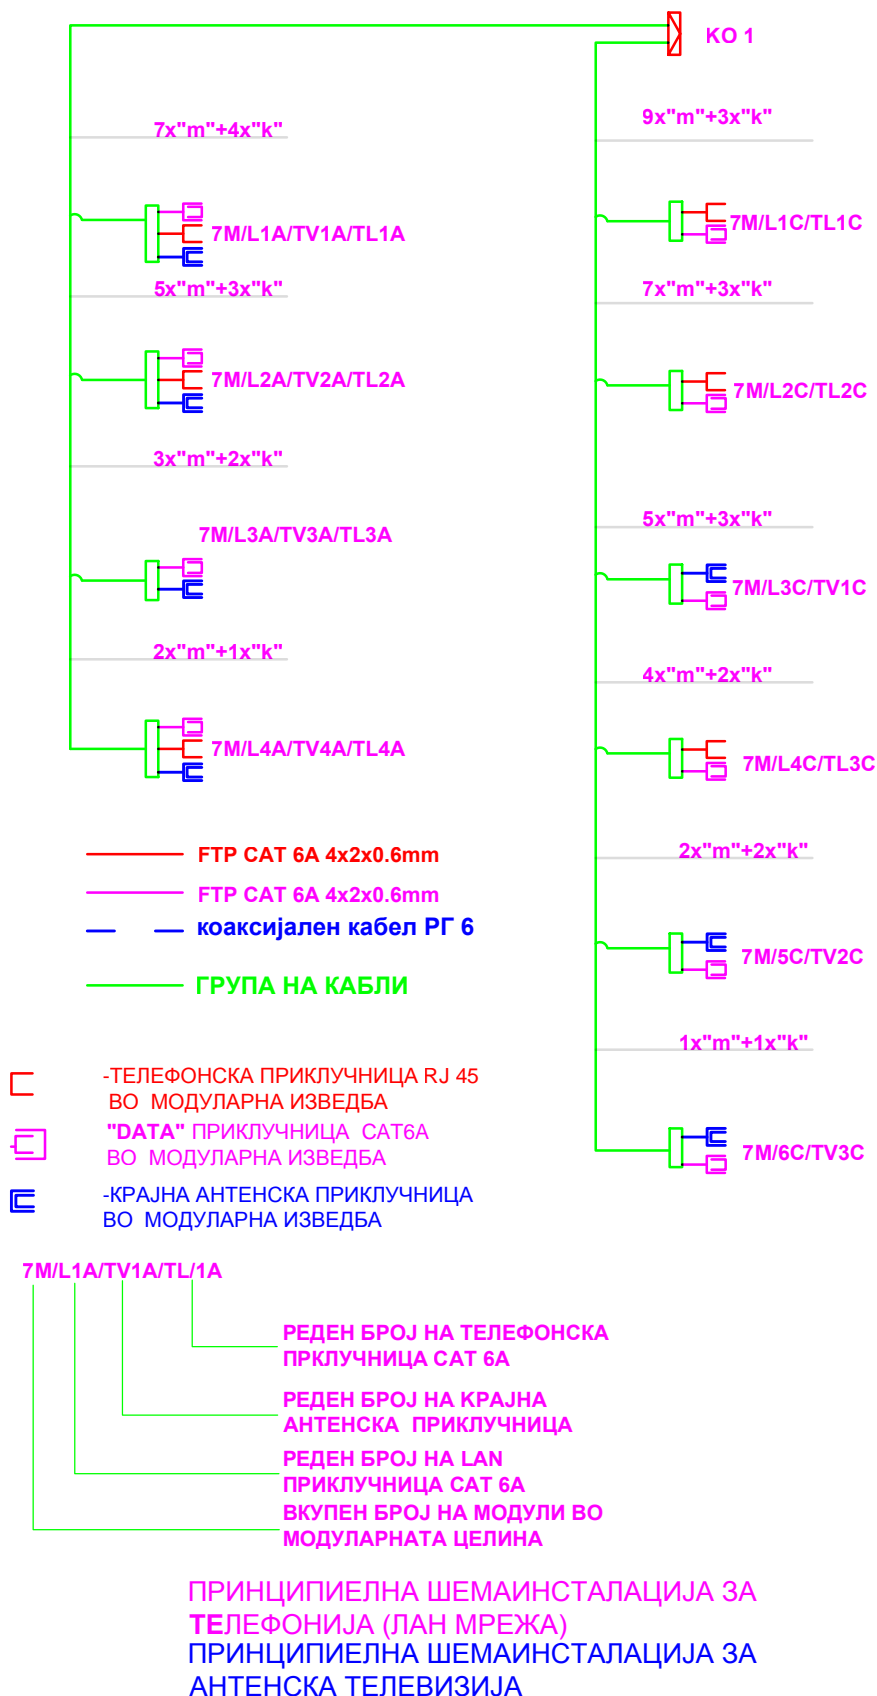 KO 1
7x"m"+4x"k"
7M/L1A/TV1A/TL1A
5x"m"+3x"k"
7M/L2A/TV2A/TL2A
3x"m"+2x"k"
7M/L3A/TV3A/TL3A
2x"m"+1x"k"
7M/L4A/TV4A/TL4A
9x"m"+3x"k"
7M/L1C/TL1C
7x"m"+3x"k"
7M/L2C/TL2C
5x"m"+3x"k"
7M/L3C/TV1C
4x"m"+2x"k"
7M/L4C/TL3C
2x"m"+2x"k"
7M/5C/TV2C
1x"m"+1x"k"
7M/6C/TV3C
FTP CAT 6A 4x2x0.6mm
FTP CAT 6A 4x2x0.6mm
коаксијален кабел РГ 6
ГРУПА НА КАБЛИ
-ТЕЛЕФОНСКА ПРИКЛУЧНИЦА RJ 45
ВО МОДУЛАРНА ИЗВЕДБА
"DATA" ПРИКЛУЧНИЦА CAT6A
ВО МОДУЛАРНА ИЗВЕДБА
-КРАЈНА АНТЕНСКА ПРИКЛУЧНИЦА
ВО МОДУЛАРНА ИЗВЕДБА
7M/L1A/TV1A/TL/1A
РЕДЕН БРОЈ НА ТЕЛЕФОНСКА
ПРКЛУЧНИЦА CAT 6A
РЕДЕН БРОЈ НА КРАЈНА
АНТЕНСКА ПРИКЛУЧНИЦА
РЕДЕН БРОЈ НА LAN
ПРИКЛУЧНИЦА CAT 6A
ВКУПЕН БРОЈ НА МОДУЛИ ВО
МОДУЛАРНАТА ЦЕЛИНА
ПРИНЦИПИЕЛНА ШЕМАИНСТАЛАЦИЈА ЗА
ТЕЛЕФОНИЈА (ЛАН МРЕЖА)
ПРИНЦИПИЕЛНА ШЕМАИНСТАЛАЦИЈА ЗА
АНТЕНСКА ТЕЛЕВИЗИЈА